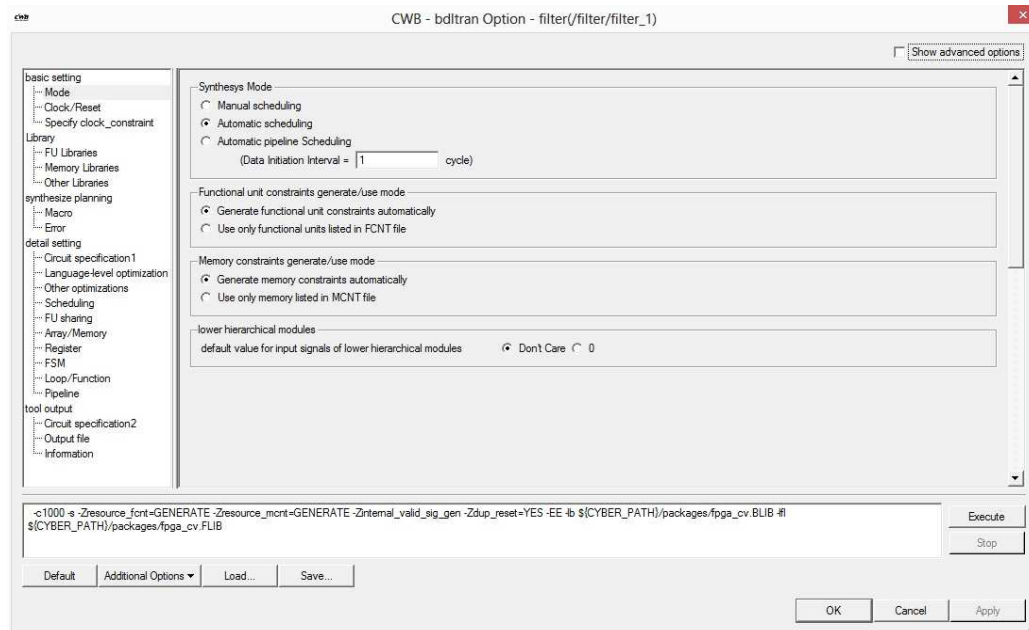 CWB
CWB - bdltran Option - filter(/filter/filter_1)
Show advanced options
basic setting
Mode
Clock/Reset
Specify clock_constraint
Library
FU Libraries
Memory Libraries
Other Libraries
synthesize planning
Macro
Error
detail setting
Circuit specification1
Language-level optimization
Other optimizations
Scheduling
FU sharing
Array/Memory
Register
FSM
Loop/Function
Pipeline
tool output
Circuit specification2
Output file
Information
Synthesys Mode
Manual scheduling
Automatic scheduling
Automatic pipeline Scheduling
(Data Initiation Interval = 1 cycle)
Functional unit constraints generate/use mode
Generate functional unit constraints automatically
Use only functional units listed in FCNT file
Memory constraints generate/use mode
Generate memory constraints automatically
Use only memory listed in MCNT file
lower hierarchical modules
default value for input signals of lower hierarchical modules Don't Care 0
-c1000 -s -Zresource_fcnt=GENERATE -Zresource_mcnt=GENERATE -Zinternal_valid_sig_gen -Zdup_reset=YES -EE -lb ${CYBER_PATH}/packages/fpga_cv.BLIB -lfl
${CYBER_PATH}/packages/fpga_cv.FLIB
Execute
Stop
Default Additional Options Load... Save...
OK Cancel Apply